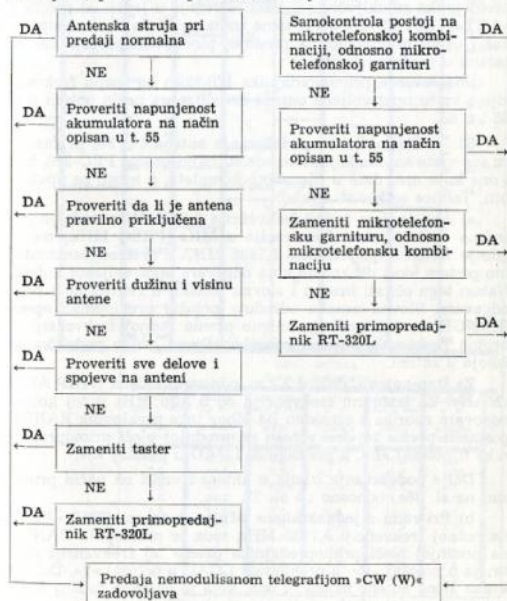 DA
Antenska struja pri
predaji normalna
NE
DA
Proveriti napunjenost
akumulatora na način
opisan u t. 55
NE
DA
Proveriti da li je antena
pravilno priključena
NE
DA
Proveriti dužinu i visinu
antene
NE
DA
Proveriti sve delove i
spojeve na anteni
NE
DA
Zameniti taster
NE
DA
Zameniti primopredaj-
nik RT-320L
Samokontrola postoji na
mikrotelefonskoj kombi-
naciji, odnosno mikro-
telefonskoj garnituri
DA
NE
Proveriti napunjenost
akumulatora na način
opisan u t. 55
DA
NE
Zameniti mikrotelefon-
sku garnituru, odnosno
mikrotelefonsku kombi-
naciju
DA
NE
Zameniti primopredaj-
nik RT-320L
DA
Predaja nemodulisanom telegrafijom »CW (W)«
zadovoljava